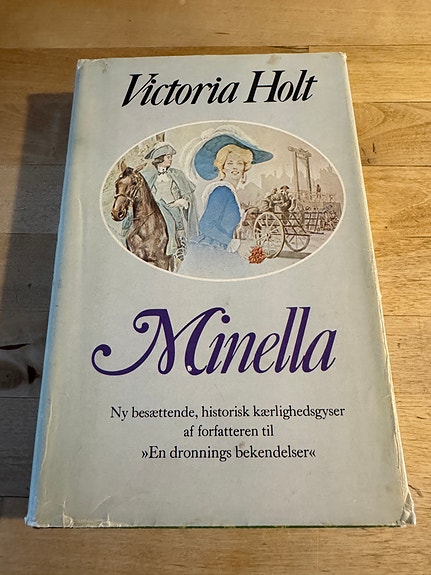 Victoria Holt
Minella
Ny besættende, historisk kærlighedsgyser
af forfatteren til
»En dronnings bekendelser«